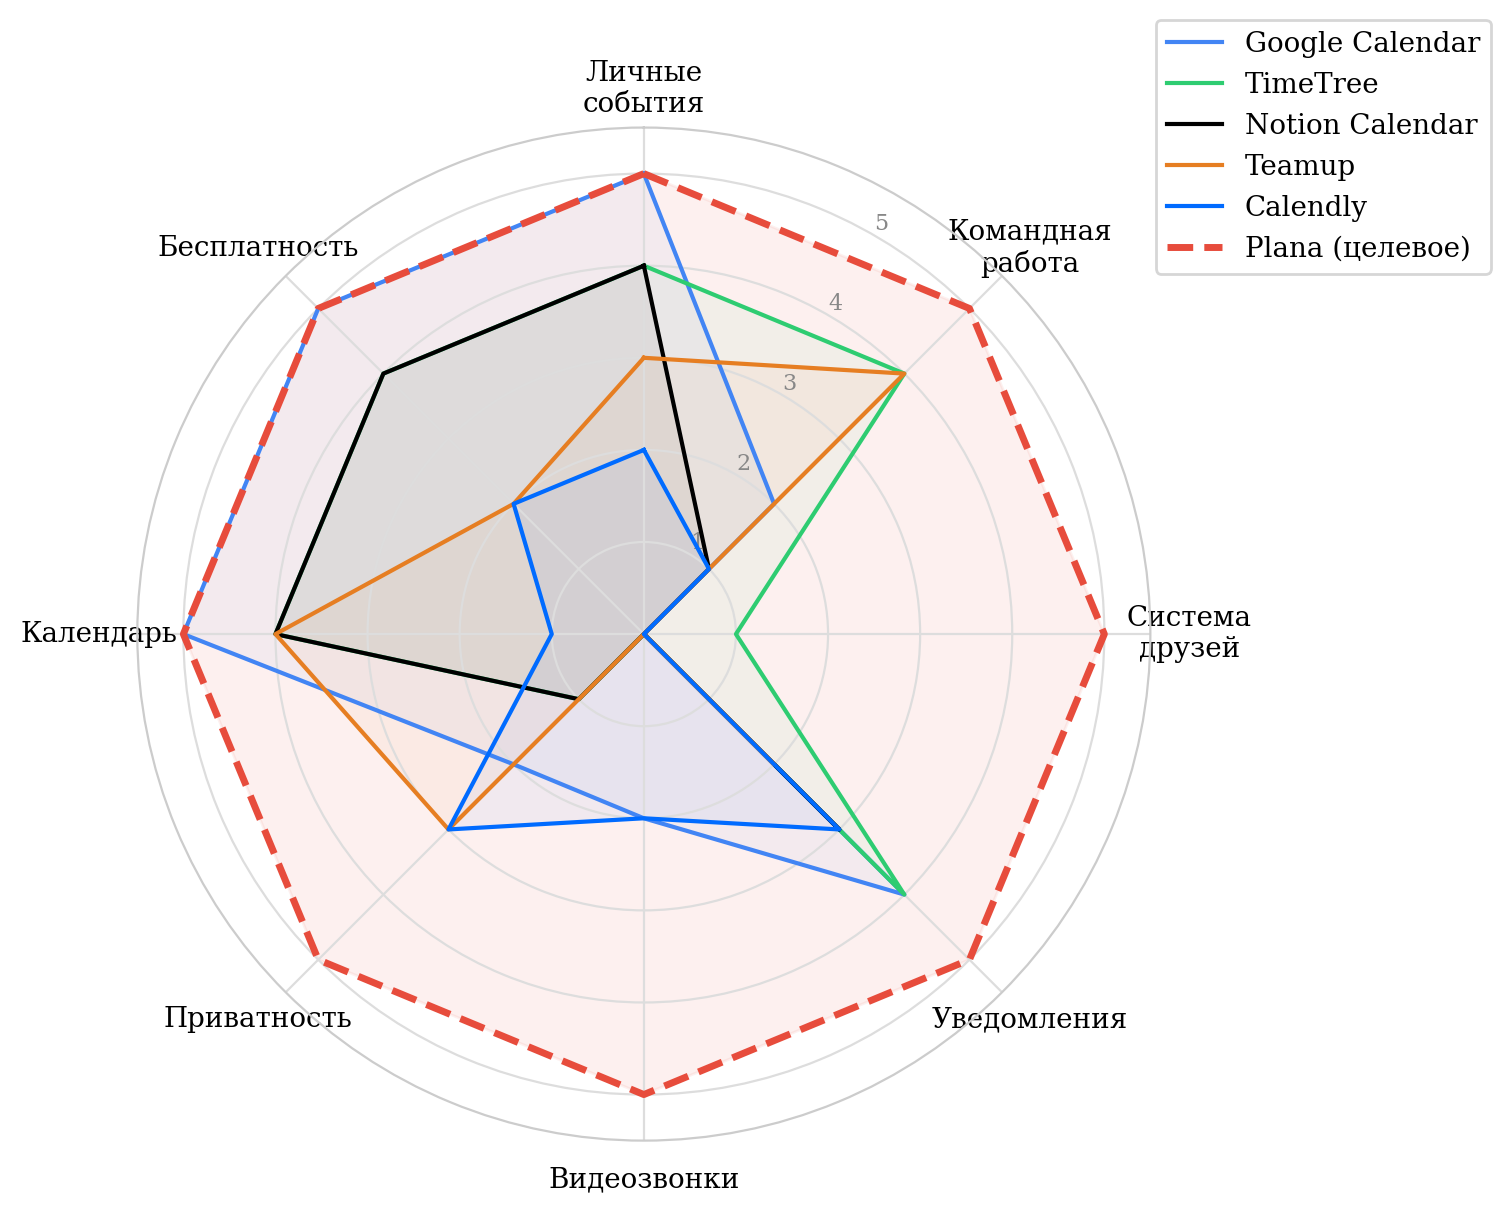 Google Calendar
TimeTree
Notion Calendar
Teamup
Calendly
Plana (целевое)
Личные
события
Командная
работа
Бесплатность
5
4
3
2
1
Календарь
Система
друзей
Приватность
Уведомления
Видеозвонки